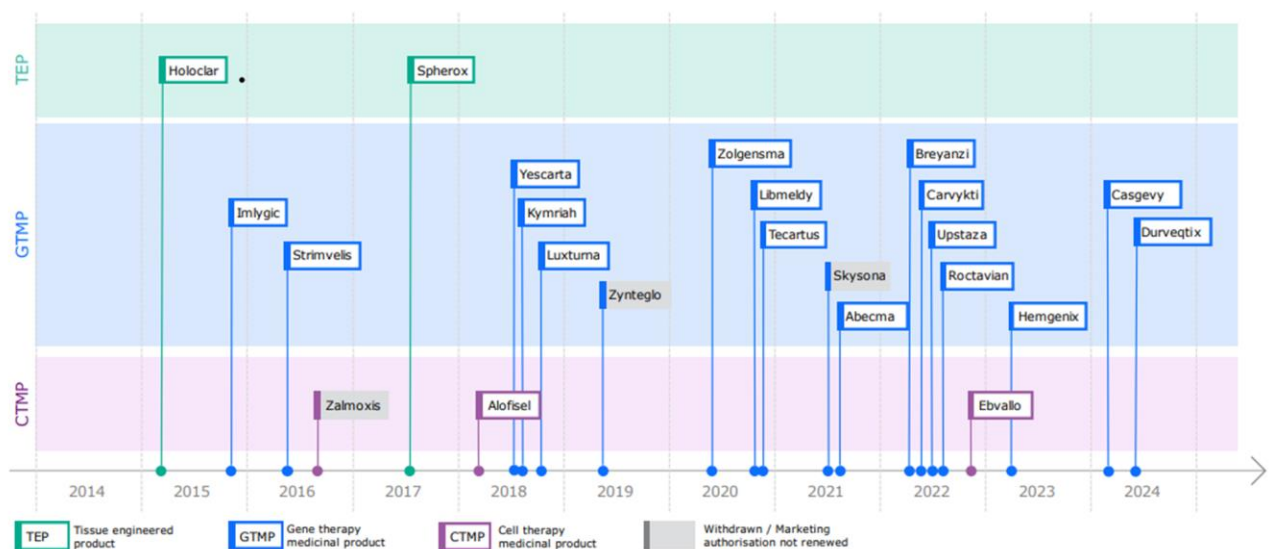 TEP
Holoclar
Spherox
GTMP
Zolgensma
Breyanzi
Yescarta
Libmeldy
Carvykti
Casgevy
Imlygic
Kymriah
Tecartus
Upstaza
Durveqtix
Strimvelis
Luxturna
Skysona
Roctavian
Zynteglo
Abecma
Hemgenix
CTMP
Zalmoxis
Alofisel
Ebvallo
2014 2015 2016 2017 2018 2019 2020 2021 2022 2023 2024
TEP
Tissue engineered
product
GTMP
Gene therapy
medicinal product
CTMP
Cell therapy
medicinal product
Withdrawn / Marketing
authorisation not renewed